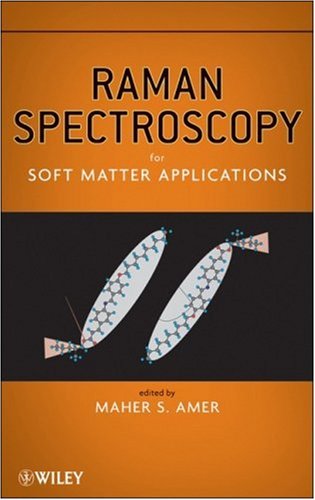 RAMAN
SPECTROSCOPY
for
SOFT MATTER APPLICATIONS
edited by
MAHER S. AMER
WILEY